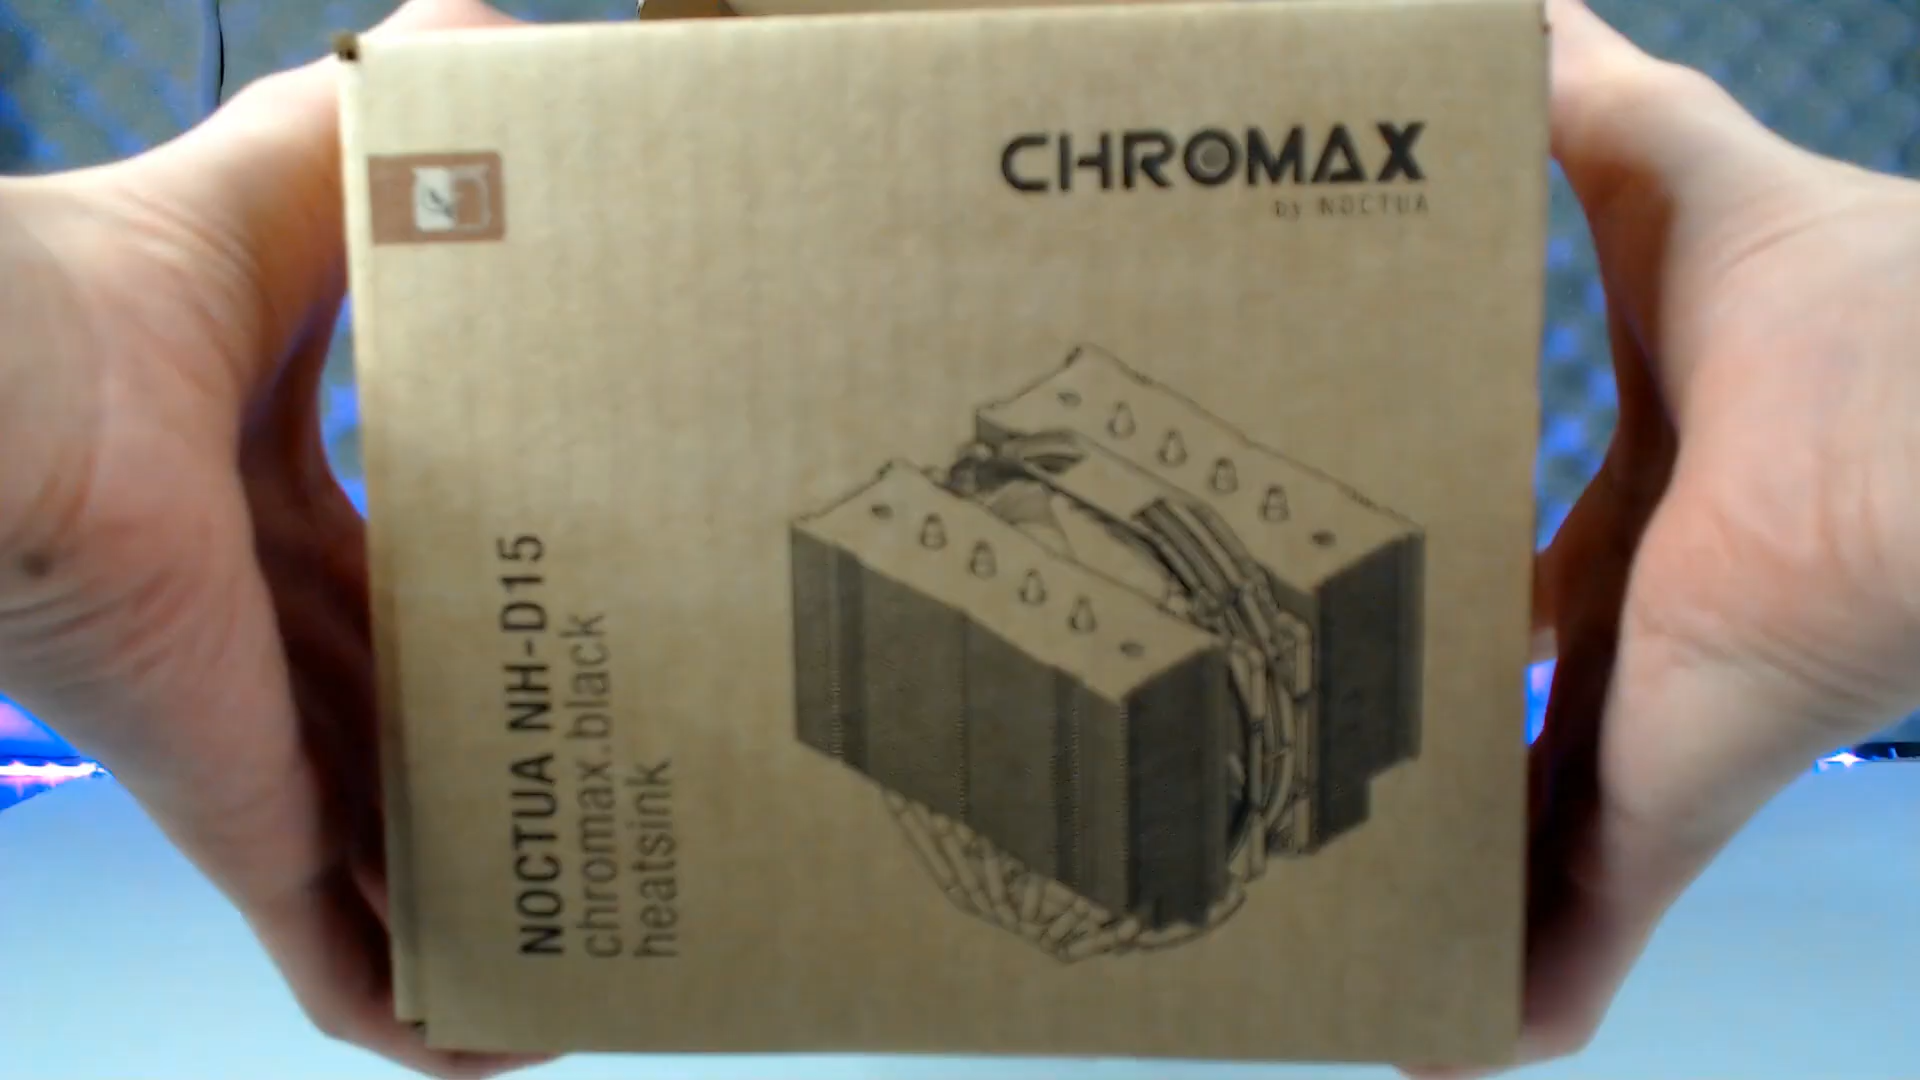 CHROMAX
by NOCTUA
NOCTUA NH-D15
chromax.black
heatsink